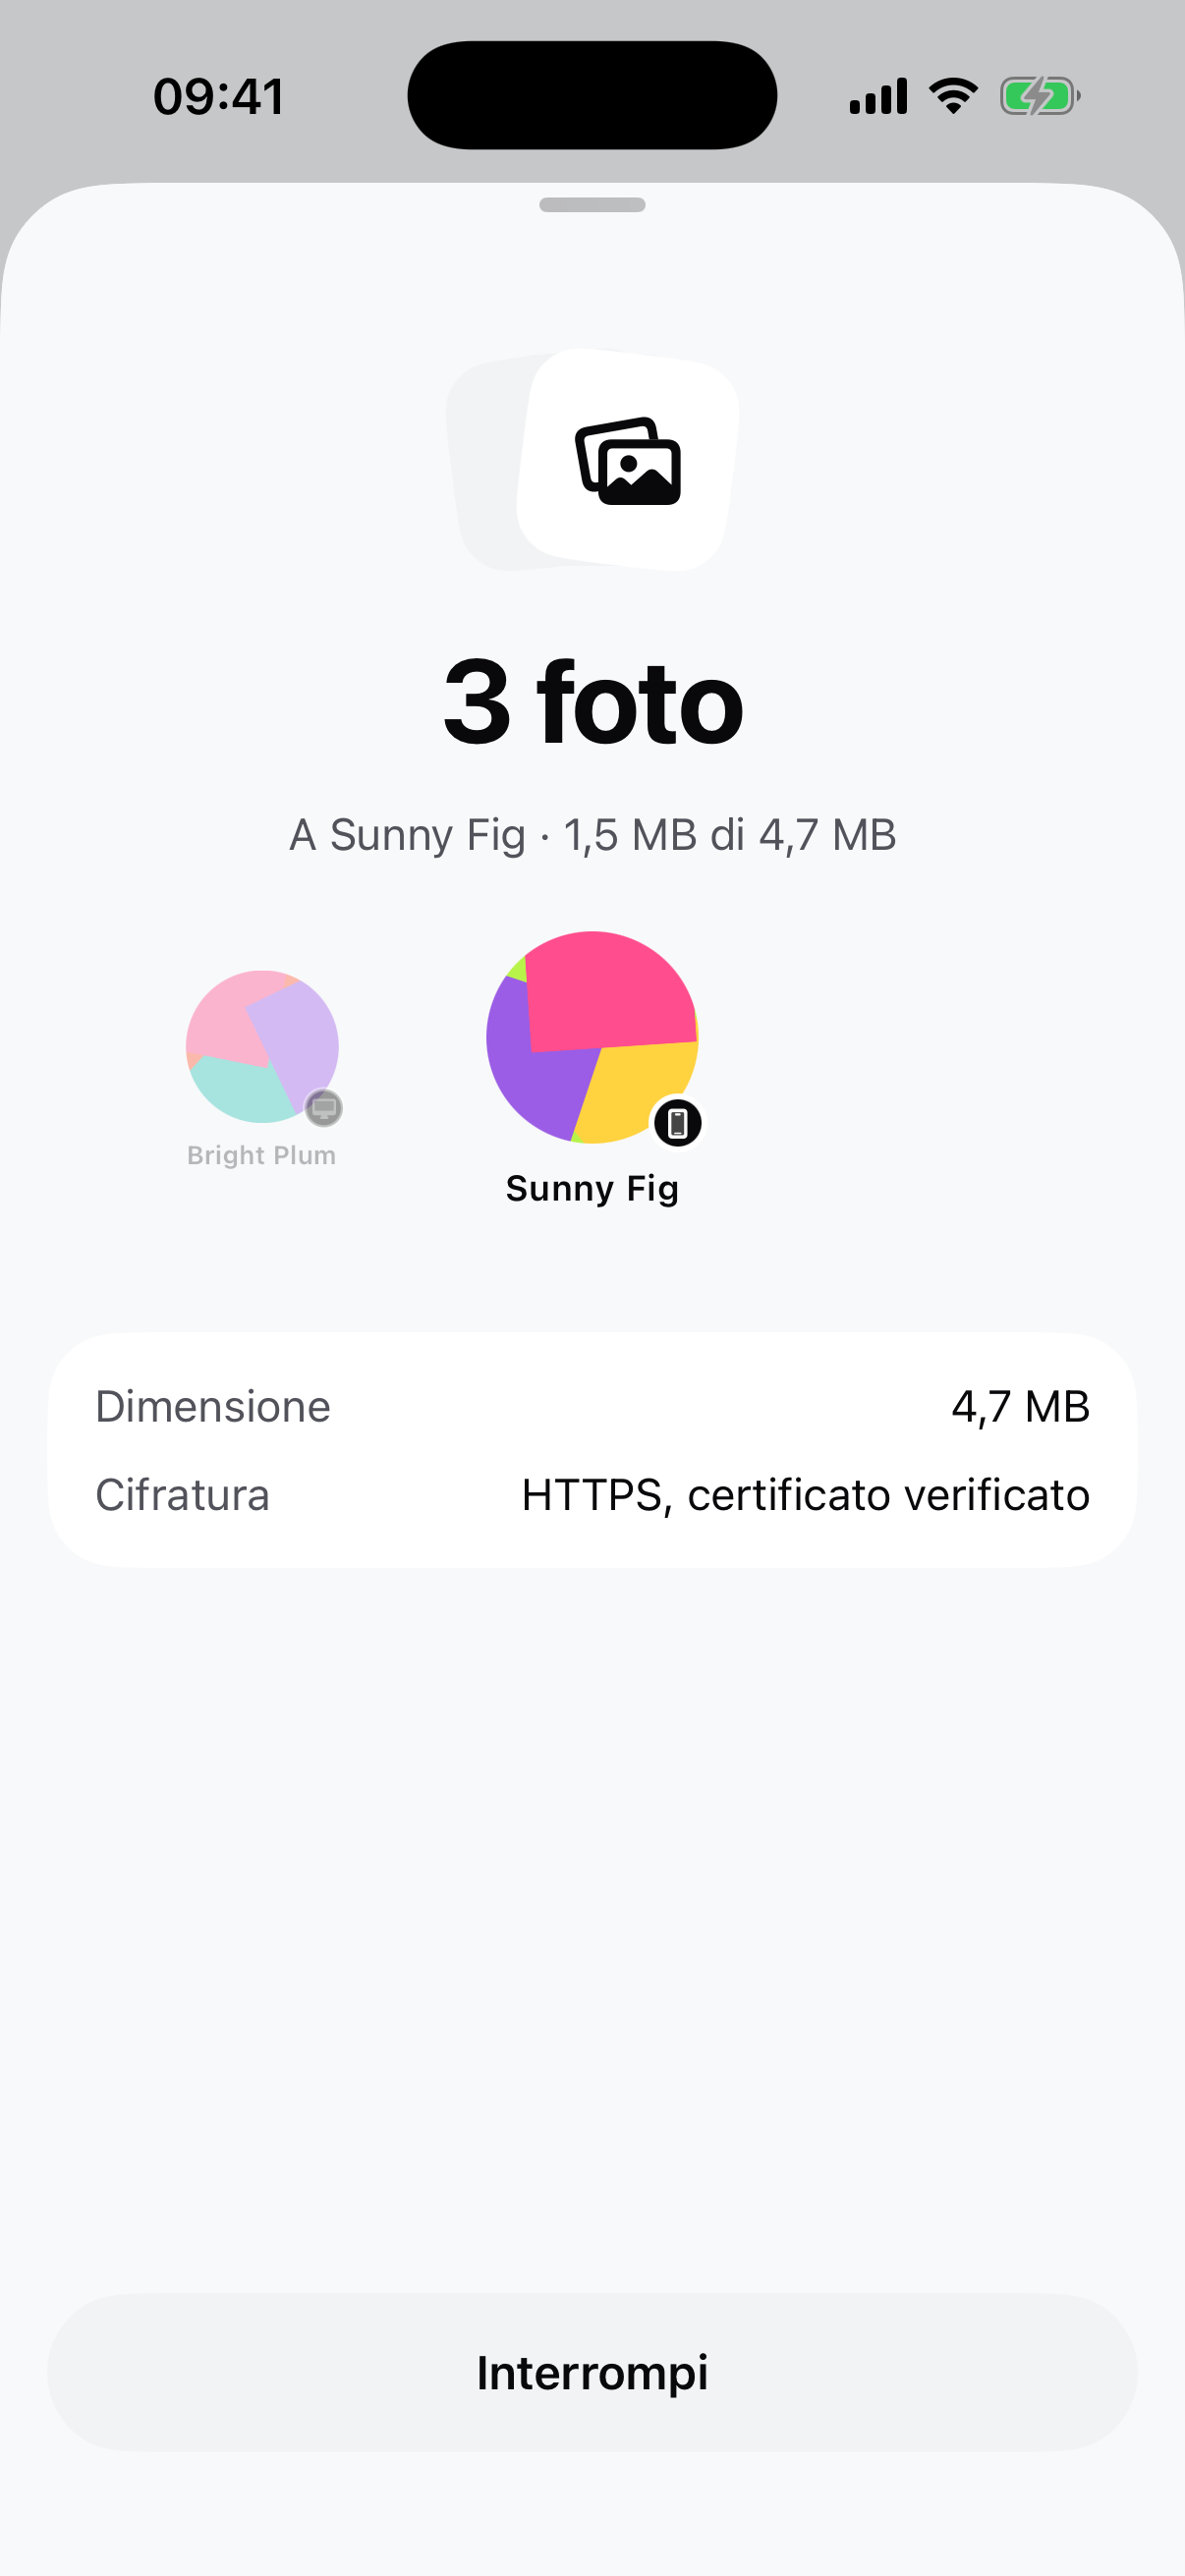 09:41
3 foto
A Sunny Fig · 1,5 MB di 4,7 MB
Bright Plum
Sunny Fig
Dimensione 4,7 MB
Cifratura HTTPS, certificato verificato
Interrompi